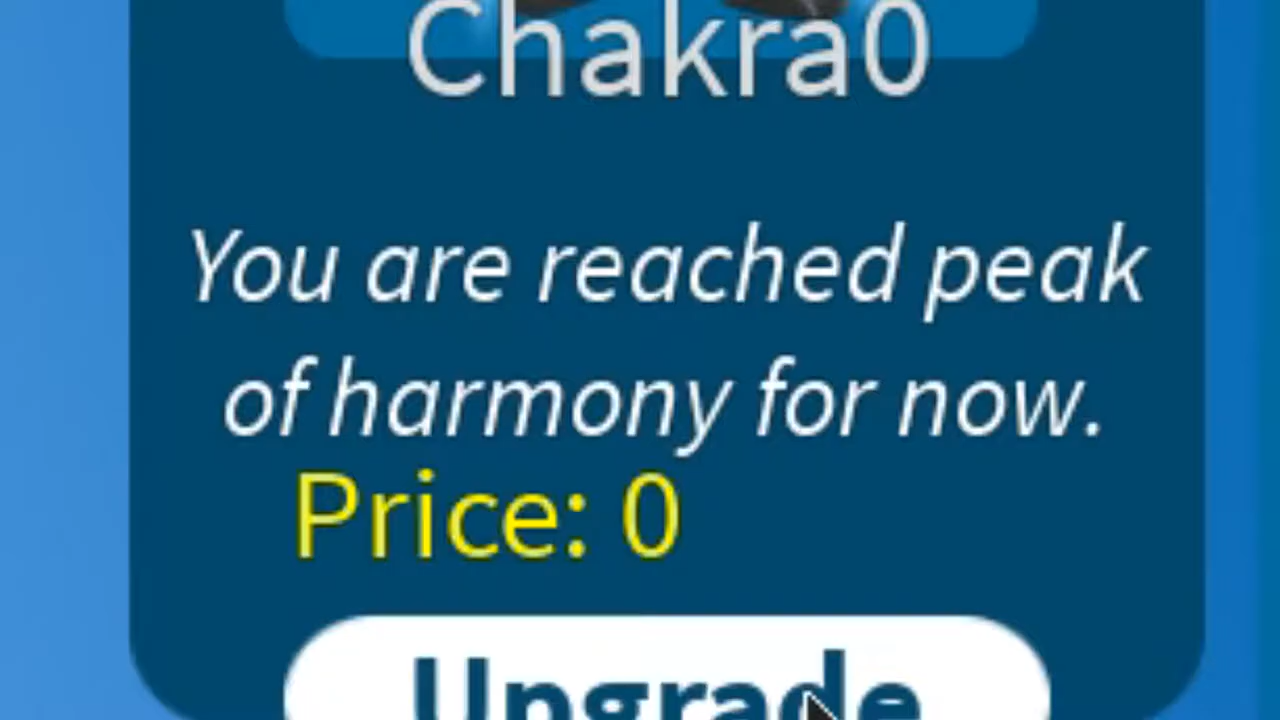 Chakra0
You are reached peak
of harmony for now.
Price: 0
Upgrade